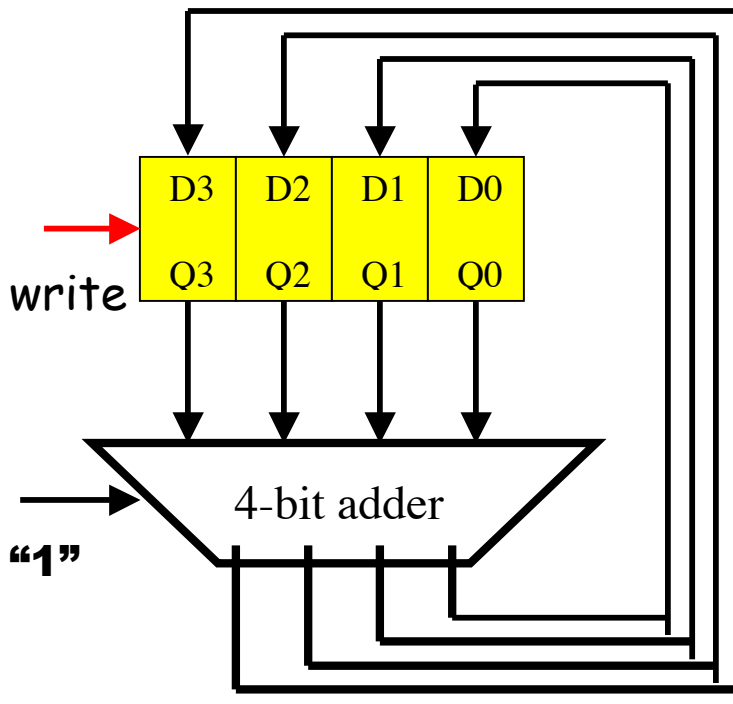 D3 D2 D1 D0
Q3 Q2 Q1 Q0
write
4-bit adder
“1”